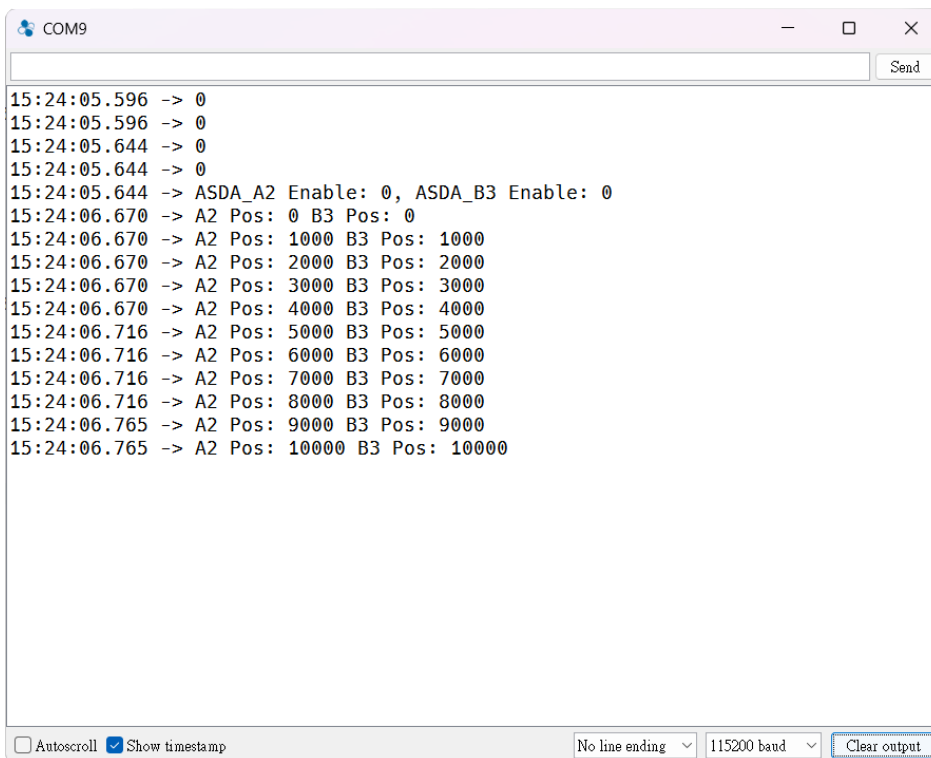 COM9
Send
15:24:05.596 -> 0
15:24:05.596 -> 0
15:24:05.644 -> 0
15:24:05.644 -> 0
15:24:05.644 -> ASDA_A2 Enable: 0, ASDA_B3 Enable: 0
15:24:06.670 -> A2 Pos: 0 B3 Pos: 0
15:24:06.670 -> A2 Pos: 1000 B3 Pos: 1000
15:24:06.670 -> A2 Pos: 2000 B3 Pos: 2000
15:24:06.670 -> A2 Pos: 3000 B3 Pos: 3000
15:24:06.670 -> A2 Pos: 4000 B3 Pos: 4000
15:24:06.716 -> A2 Pos: 5000 B3 Pos: 5000
15:24:06.716 -> A2 Pos: 6000 B3 Pos: 6000
15:24:06.716 -> A2 Pos: 7000 B3 Pos: 7000
15:24:06.716 -> A2 Pos: 8000 B3 Pos: 8000
15:24:06.765 -> A2 Pos: 9000 B3 Pos: 9000
15:24:06.765 -> A2 Pos: 10000 B3 Pos: 10000
Autoscroll Show timestamp No line ending 115200 baud Clear output